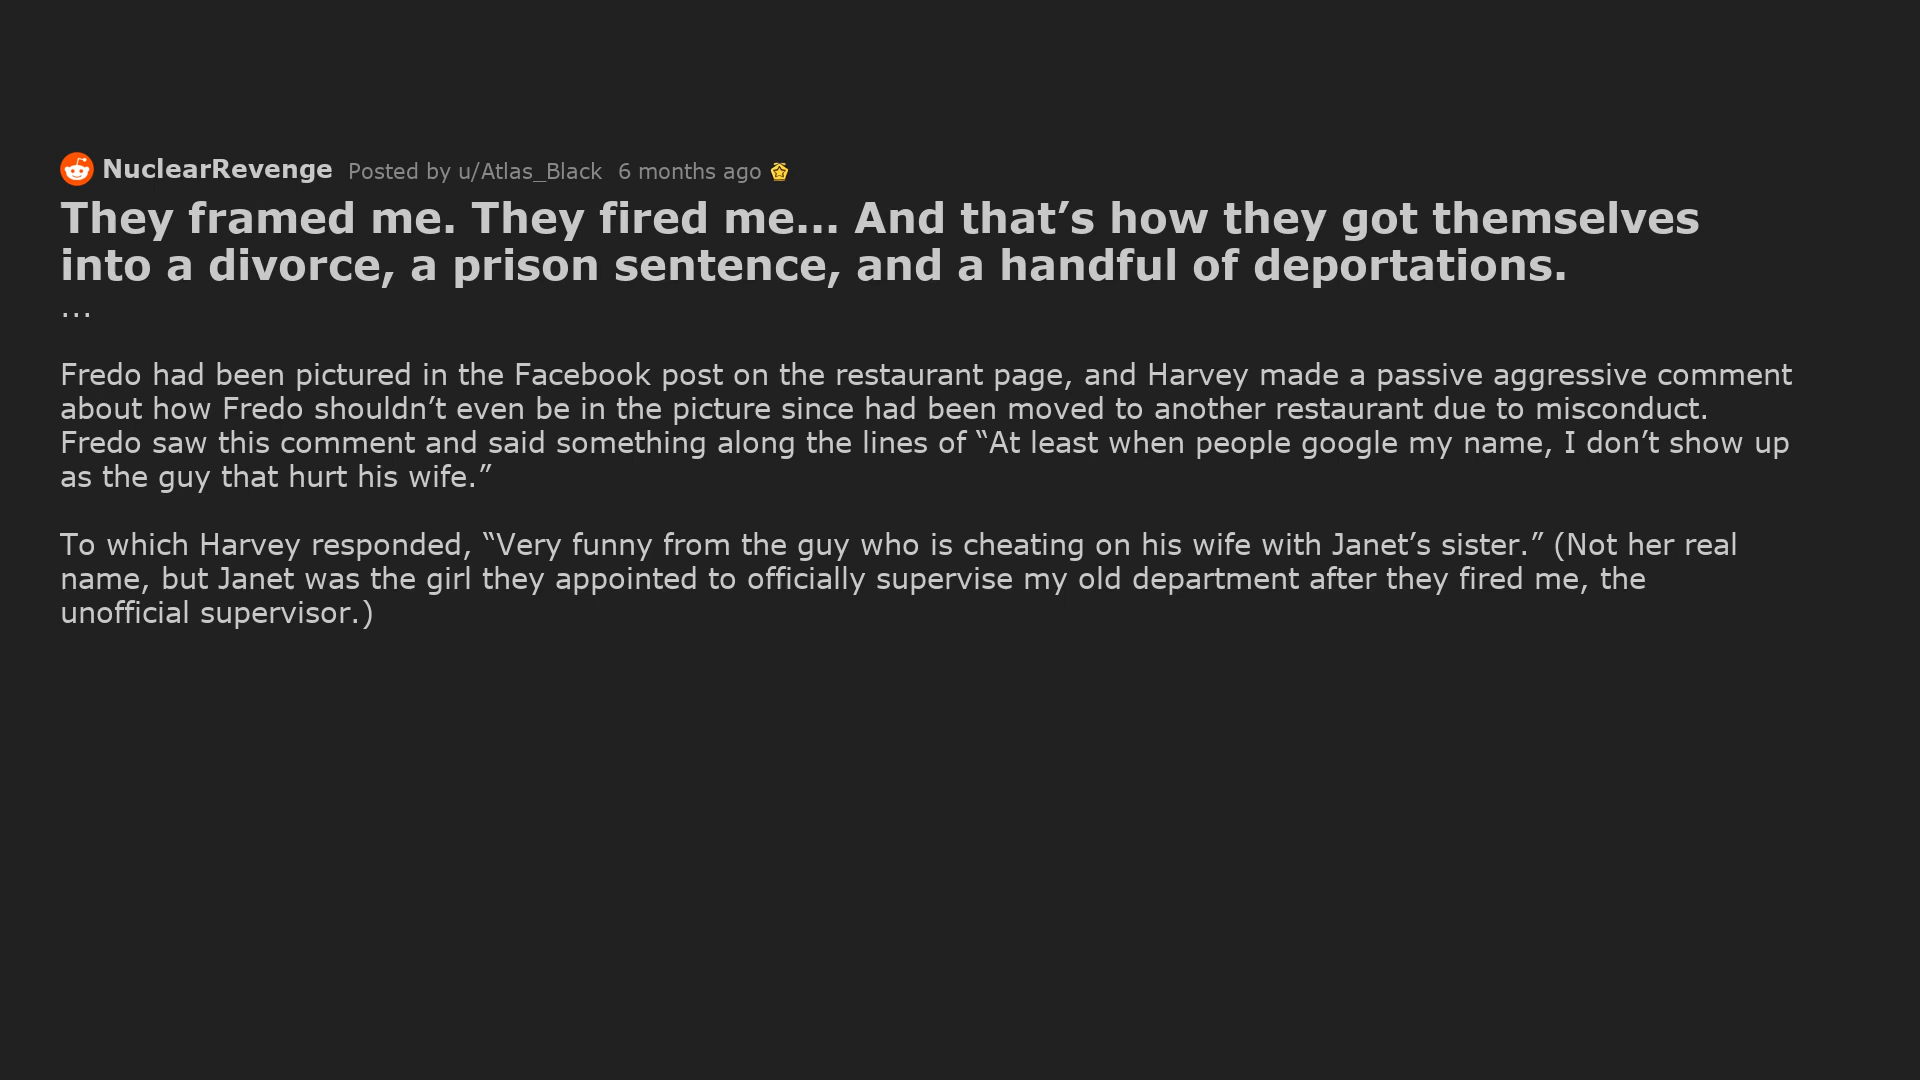 NuclearRevenge Posted by u/Atlas_Black 6 months ago
They framed me. They fired me... And that’s how they got themselves
into a divorce, a prison sentence, and a handful of deportations.
...
Fredo had been pictured in the Facebook post on the restaurant page, and Harvey made a passive aggressive comment
about how Fredo shouldn’t even be in the picture since had been moved to another restaurant due to misconduct.
Fredo saw this comment and said something along the lines of “At least when people google my name, I don’t show up
as the guy that hurt his wife.”
To which Harvey responded, “Very funny from the guy who is cheating on his wife with Janet’s sister.” (Not her real
name, but Janet was the girl they appointed to officially supervise my old department after they fired me, the
unofficial supervisor.)